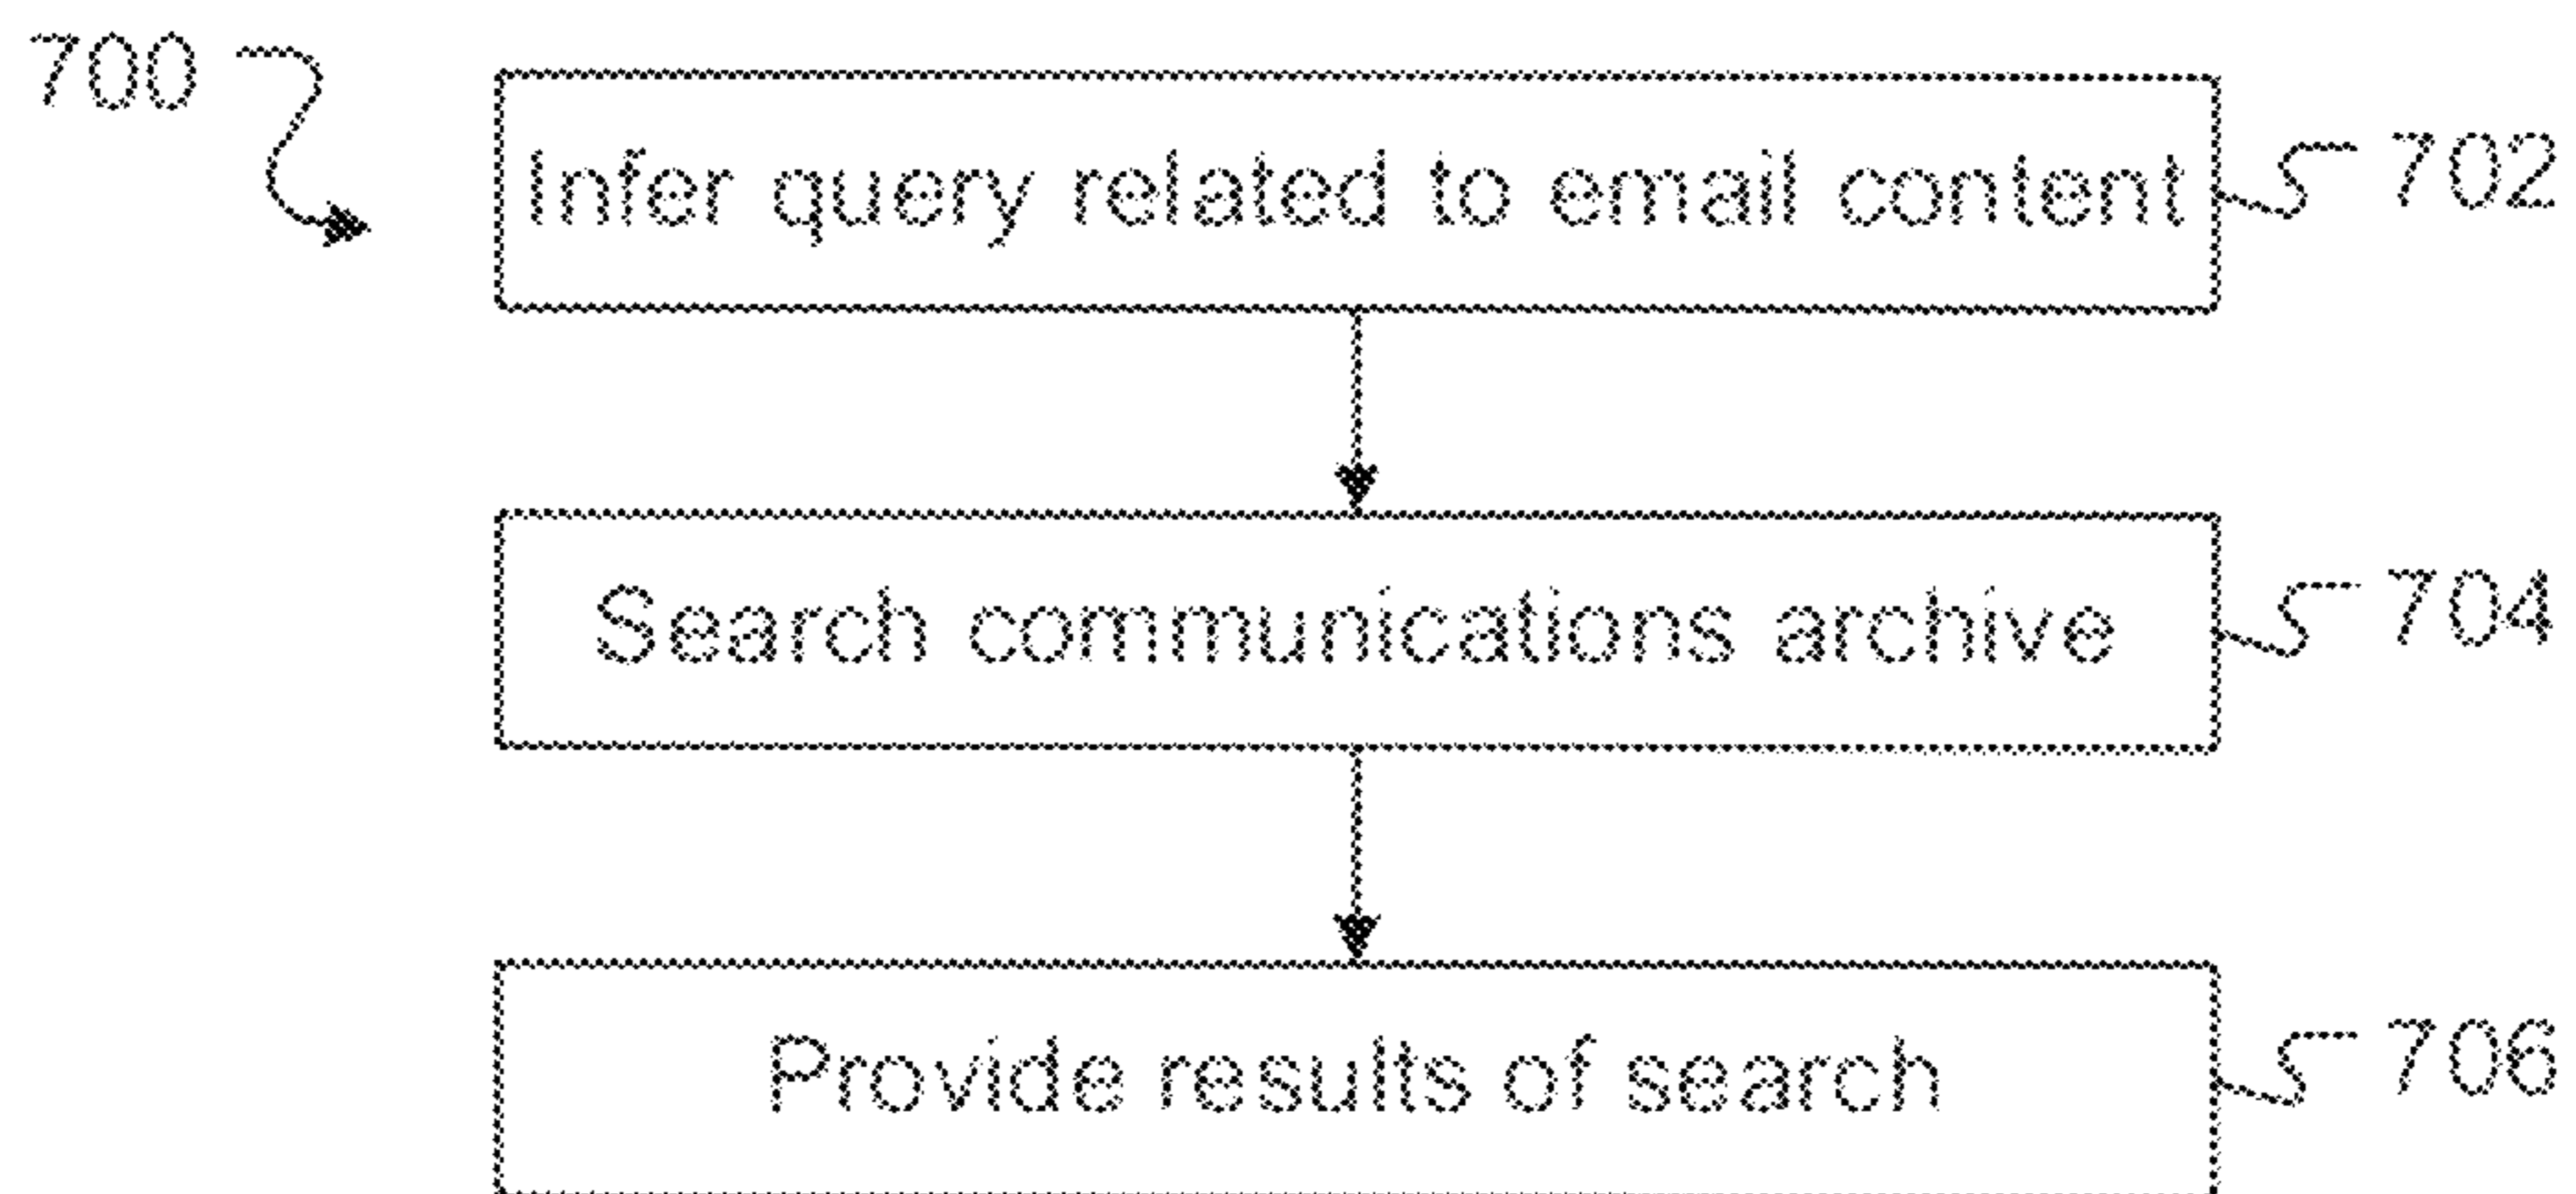 700
Infer query related to email content
702
Search communications archive
704
Provide results of search
706